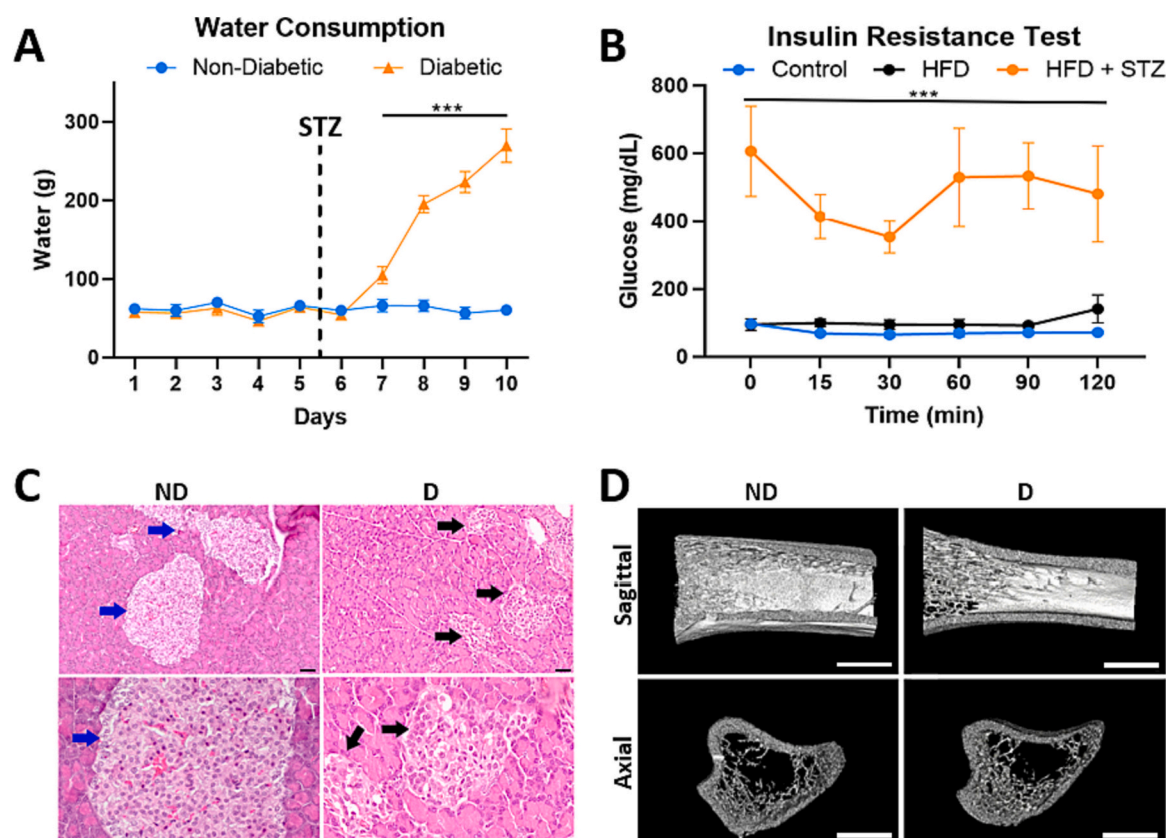 A
Water Consumption
Non-Diabetic Diabetic
STZ
***
Water (g)
300
200
100
0
1 2 3 4 5 6 7 8 9 10
Days
B
Insulin Resistance Test
Control HFD HFD + STZ
***
Glucose (mg/dL)
800
600
400
200
0
0 15 30 60 90 120
Time (min)
C
ND D
D
ND D
Sagittal
Axial